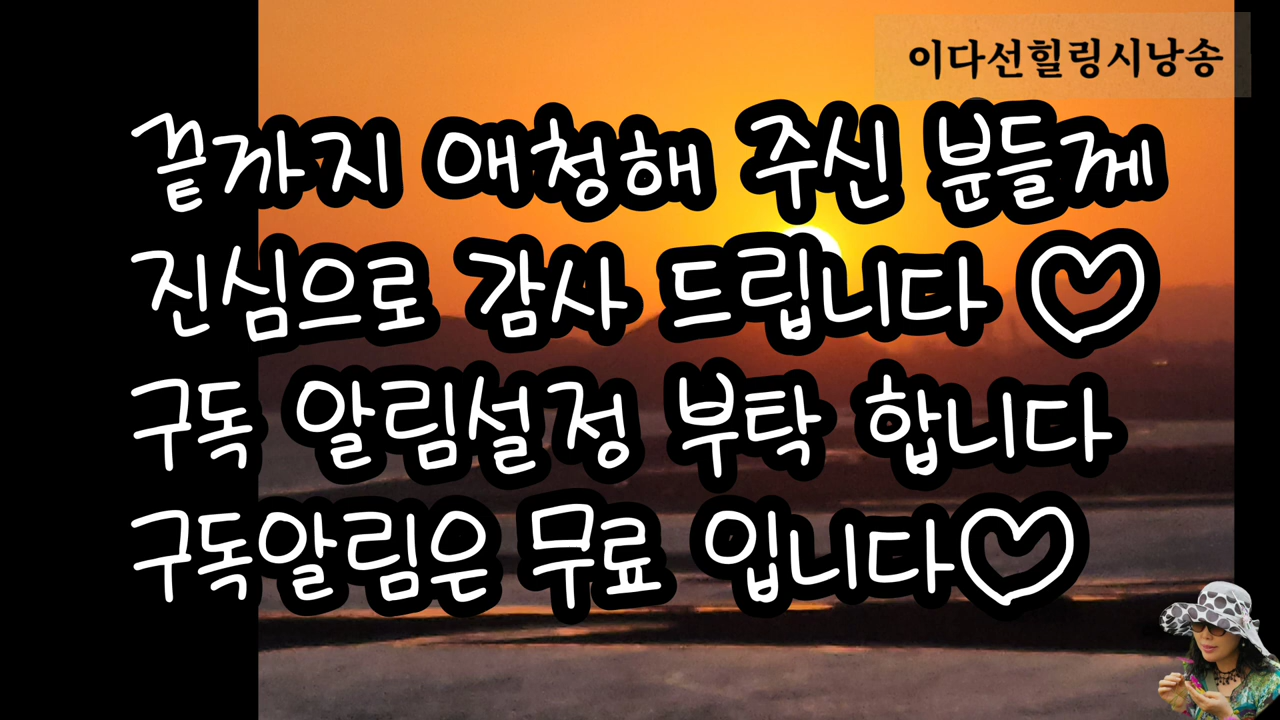 이다선힐링시낭송
끝까지 애청해 주신 분들께
진심으로 감사 드립니다 ♡
구독 알림설정 부탁 합니다
구독알림은 무료 입니다♡